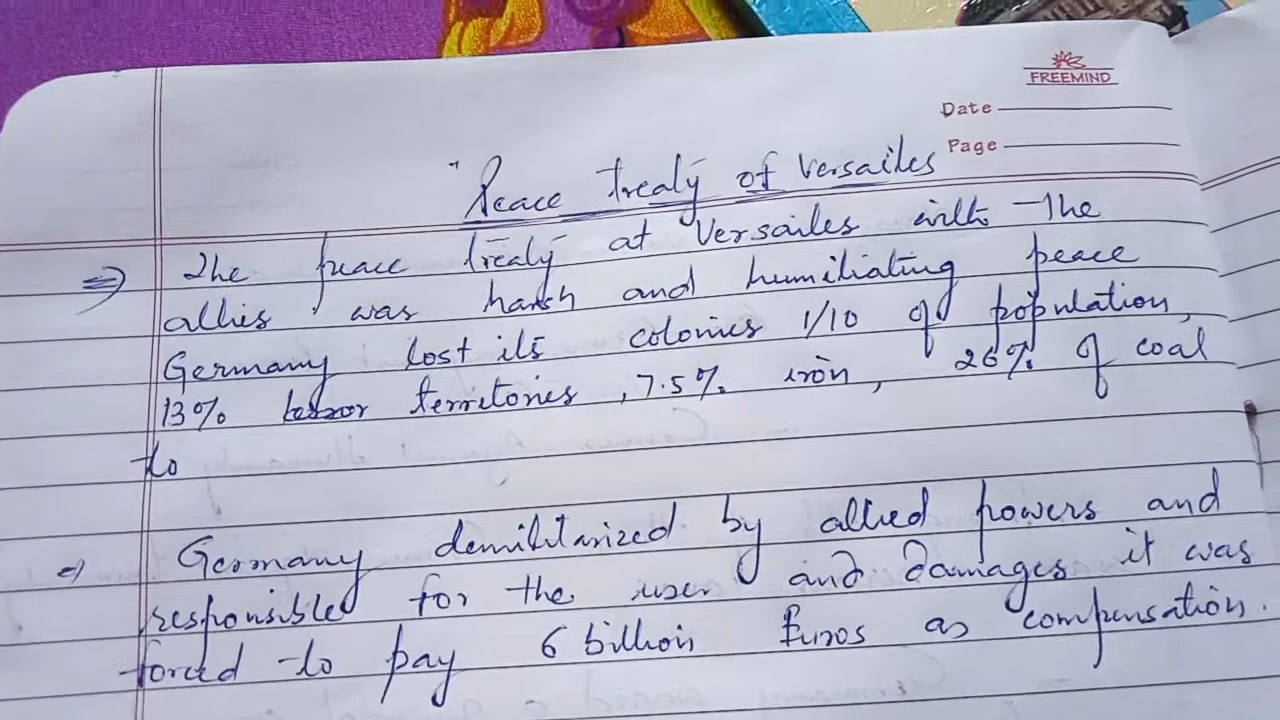 FREEMIND
Date
Page
Peace treaty of Versailes
The peace treaty at Versailes with the
allies was harsh and humiliating peace
Germany lost its colonies 1/10 of population,
13% territories, 7.5% iron, 26% of coal
to
Germany demilitarized by allied powers and
responsible for the and damages it was
forced to pay 6 billion Euros as compensation.